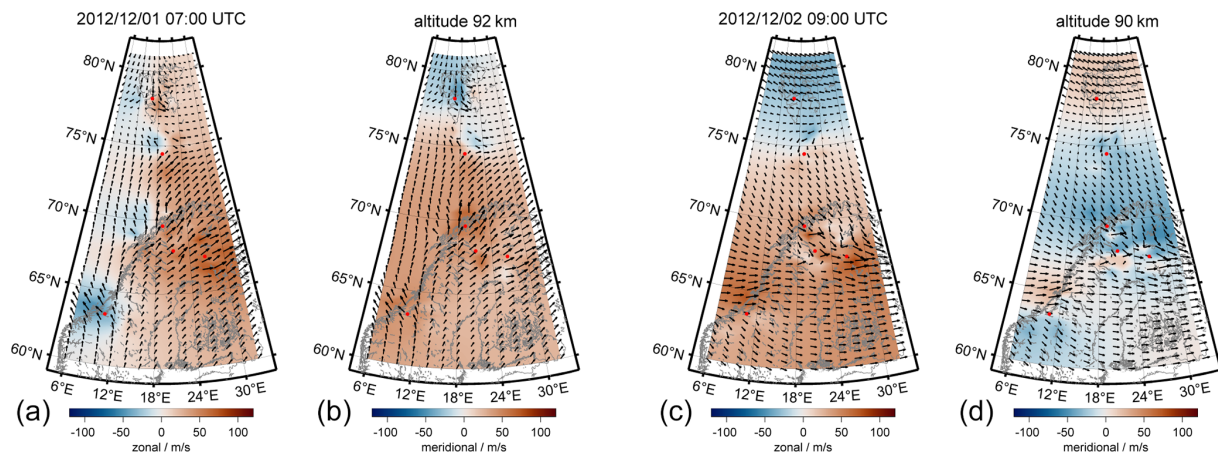 2012/12/01 07:00 UTC
altitude 92 km
2012/12/02 09:00 UTC
altitude 90 km
80°N 80°N 80°N 80°N
75°N 75°N 75°N 75°N
70°N 70°N 70°N 70°N
65°N 65°N 65°N 65°N
60°N 60°N 60°N 60°N
6°E 12°E 18°E 24°E 30°E
6°E 12°E 18°E 24°E 30°E
6°E 12°E 18°E 24°E 30°E
6°E 12°E 18°E 24°E 30°E
(a) (b) (c) (d)
-100 -50 0 50 100
-100 -50 0 50 100
-100 -50 0 50 100
-100 -50 0 50 100
zonal / m/s
meridional / m/s
zonal / m/s
meridional / m/s